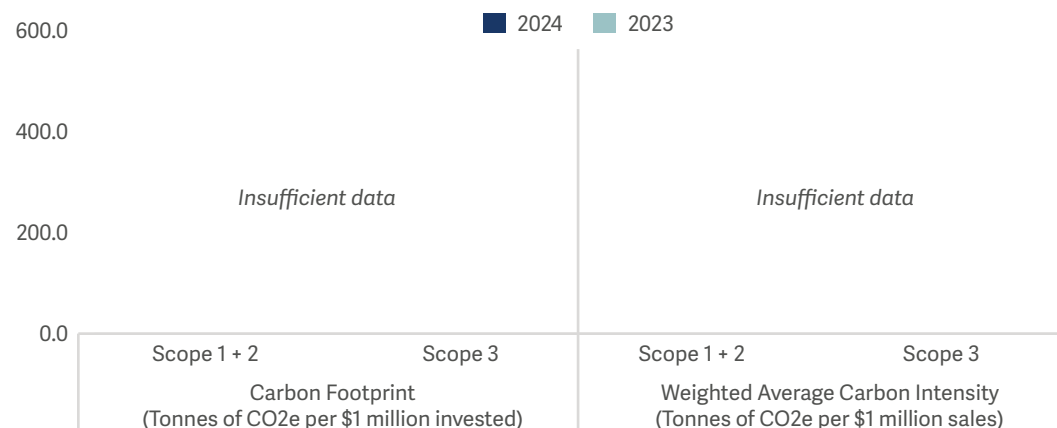 2024 2023
600.0
400.0
Insufficient data Insufficient data
200.0
0.0
Scope 1 + 2 Scope 3 Scope 1 + 2 Scope 3
Carbon Footprint Weighted Average Carbon Intensity
(Tonnes of CO2e per $1 million invested) (Tonnes of CO2e per $1 million sales)